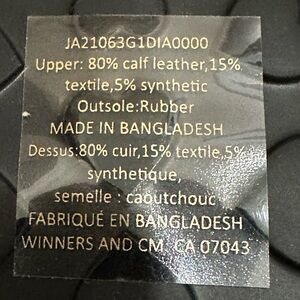 JA21063G1DIA0000
Upper: 80% calf leather,15%
textile,5% synthetic
Outsole:Rubber
MADE IN BANGLADESH
Dessus:80% cuir,15% textile,5%
synthetique,
semelle : caoutchouc
FABRIQUÉ EN BANGLADESH
WINNERS AND CM  CA 07043